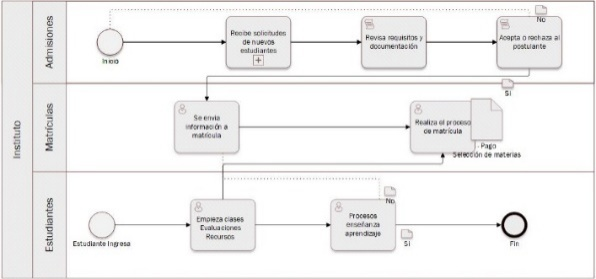 Instituto
Admisiones
Inicio
Recibe solicitudes
de nuevos
estudiantes
Revisa requisitos y
documentación
Acepta o rechaza al
postulante
No
Si
Matrículas
Se envia
información a
matrícula
Realiza el proceso
de matrícula
- Pago
Selección de materias
Estudiantes
Estudiante Ingresa
Empieza clases
Evaluaciones
Recursos
Procesos
enseñanza
aprendizaje
No
Si
Fin